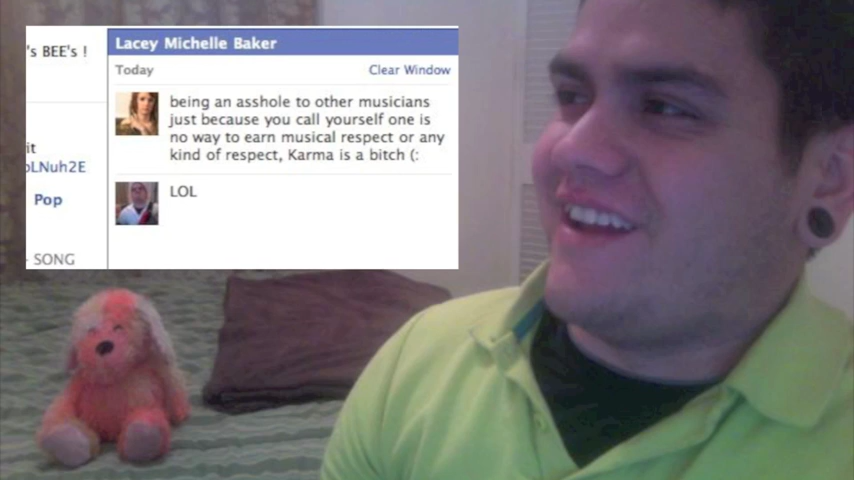 's BEE's !
it
oLNuh2E
Pop
- SONG
Lacey Michelle Baker
Today
Clear Window
being an asshole to other musicians
just because you call yourself one is
no way to earn musical respect or any
kind of respect, Karma is a bitch (:
LOL